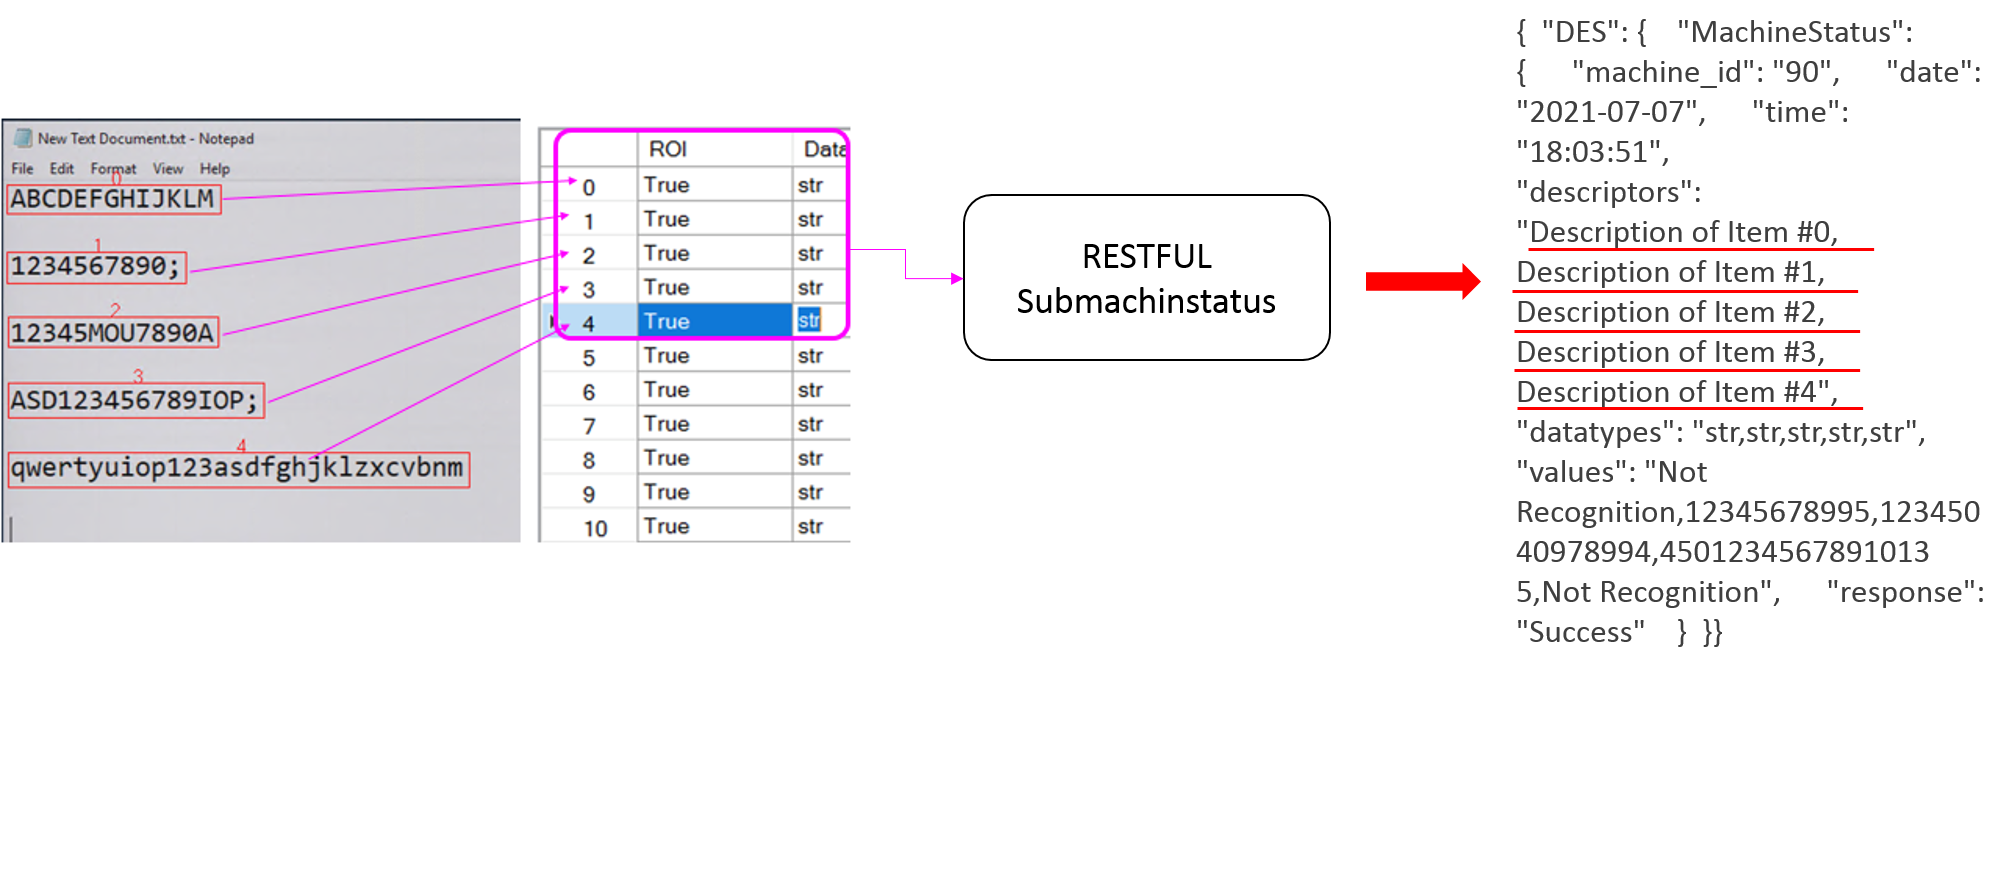 New Text Document.txt - Notepad
File Edit Format View Help
0
ABCDEFGHIJKLM
1
1234567890;
2
12345MOU7890A
3
ASD123456789IOP;
4
qwertyuiop123asdfghjklzxcvbnm
ROI Data
0 True str
1 True str
2 True str
3 True str
4 True str
5 True str
6 True str
7 True str
8 True str
9 True str
10 True str
RESTFUL
Submachinstatus
{ "DES": { "MachineStatus":
{ "machine_id": "90", "date":
"2021-07-07", "time":
"18:03:51",
"descriptors":
"Description of Item #0,
Description of Item #1,
Description of Item #2,
Description of Item #3,
Description of Item #4",
"datatypes": "str,str,str,str,str",
"values": "Not
Recognition,12345678995,123450
40978994,4501234567891013
5,Not Recognition", "response":
"Success" } }}